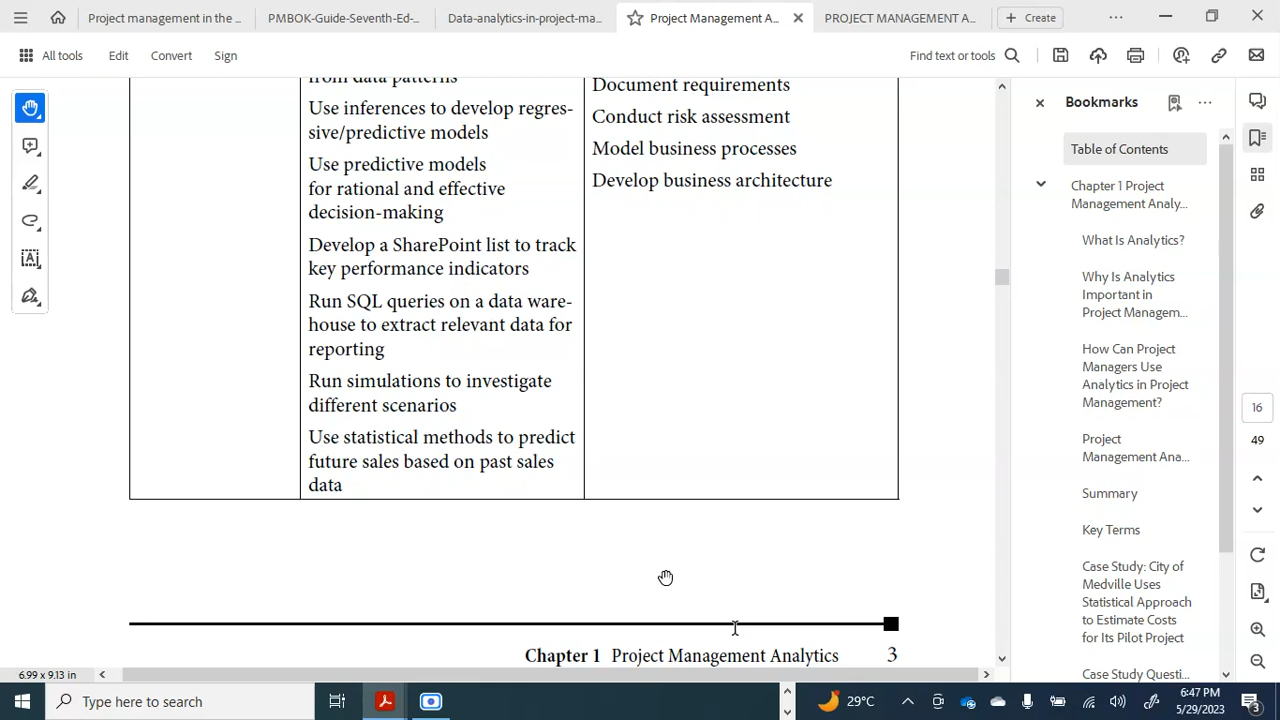 Project management in the ...
PMBOK-Guide-Seventh-Ed-...
Data-analytics-in-project-ma...
Project Management A...
PROJECT MANAGEMENT A...
Create
All tools
Edit
Convert
Sign
Find text or tools
from data patterns
Use inferences to develop regres-
sive/predictive models
Use predictive models
for rational and effective
decision-making
Develop a SharePoint list to track
key performance indicators
Run SQL queries on a data ware-
house to extract relevant data for
reporting
Run simulations to investigate
different scenarios
Use statistical methods to predict
future sales based on past sales
data
Document requirements
Conduct risk assessment
Model business processes
Develop business architecture
Chapter 1 Project Management Analytics 3
Bookmarks
Table of Contents
Chapter 1 Project
Management Analy...
What Is Analytics?
Why Is Analytics
Important in
Project Managem...
How Can Project
Managers Use
Analytics in Project
Management?
Project
Management Ana...
Summary
Key Terms
Case Study: City of
Medville Uses
Statistical Approach
to Estimate Costs
for Its Pilot Project
Case Study Questi...
16
49
6.99 x 9.13 in
Type here to search
29°C
6:47 PM
5/29/2023
3